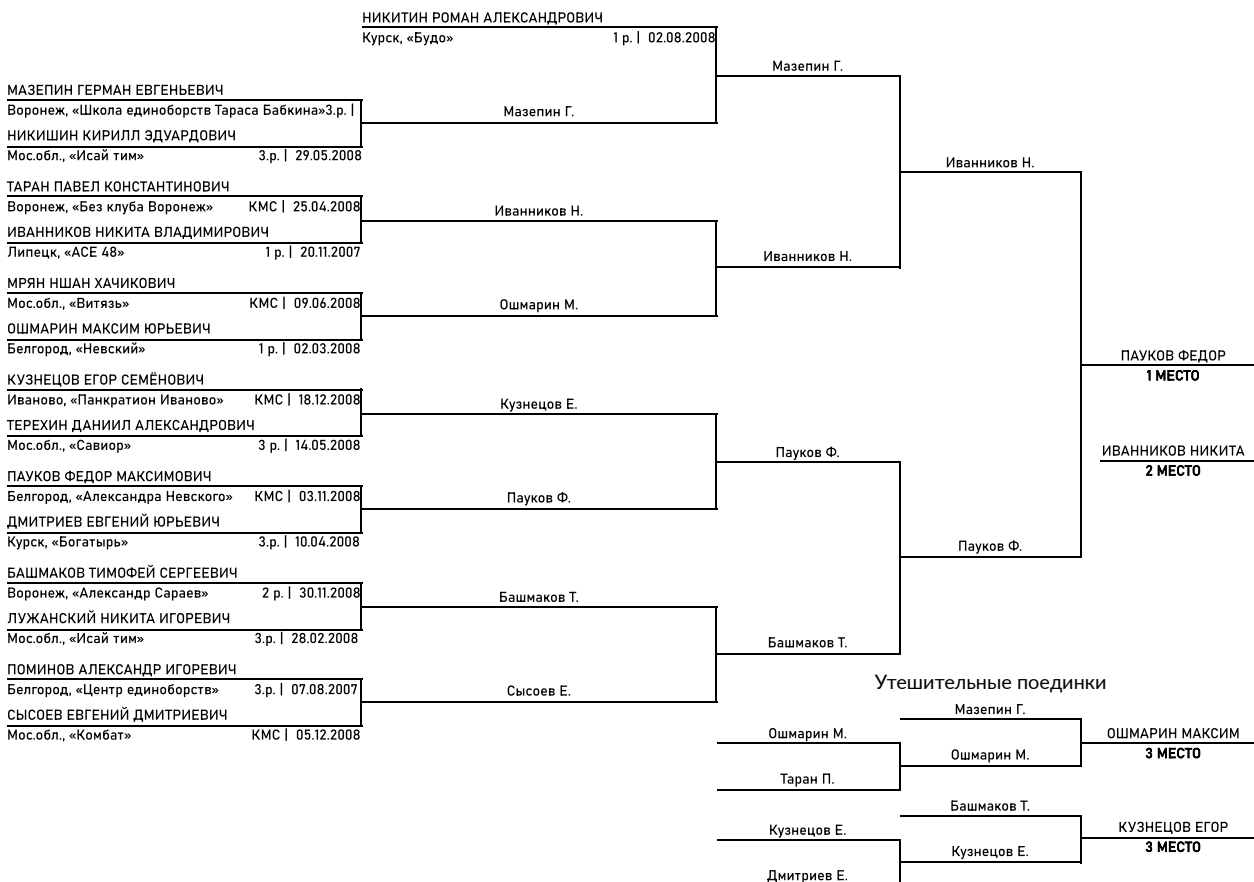 НИКИТИН РОМАН АЛЕКСАНДРОВИЧ
Курск, «Будо» 1 р. | 02.08.2008
Мазепин Г.
МАЗЕПИН ГЕРМАН ЕВГЕНЬЕВИЧ
Воронеж, «Школа единоборств Тараса Бабкина»3.р. |
Мазепин Г.
НИКИШИН КИРИЛЛ ЭДУАРДОВИЧ
Мос.обл., «Исай тим» 3.р. | 29.05.2008
Иванников Н.
ТАРАН ПАВЕЛ КОНСТАНТИНОВИЧ
Воронеж, «Без клуба Воронеж» КМС | 25.04.2008
Иванников Н.
ИВАННИКОВ НИКИТА ВЛАДИМИРОВИЧ
Липецк, «АСЕ 48» 1 р. | 20.11.2007
Иванников Н.
МРЯН НШАН ХАЧИКОВИЧ
Мос.обл., «Витязь» КМС | 09.06.2008
Ошмарин М.
ОШМАРИН МАКСИМ ЮРЬЕВИЧ
Белгород, «Невский» 1 р. | 02.03.2008
ПАУКОВ ФЕДОР
1 МЕСТО
КУЗНЕЦОВ ЕГОР СЕМЁНОВИЧ
Иваново, «Панкратион Иваново» КМС | 18.12.2008
Кузнецов Е.
ТЕРЕХИН ДАНИИЛ АЛЕКСАНДРОВИЧ
Мос.обл., «Савиор» 3 р. | 14.05.2008
Пауков Ф.
ИВАННИКОВ НИКИТА
2 МЕСТО
ПАУКОВ ФЕДОР МАКСИМОВИЧ
Белгород, «Александра Невского» КМС | 03.11.2008
Пауков Ф.
ДМИТРИЕВ ЕВГЕНИЙ ЮРЬЕВИЧ
Курск, «Богатырь» 3.р. | 10.04.2008
Пауков Ф.
БАШМАКОВ ТИМОФЕЙ СЕРГЕЕВИЧ
Воронеж, «Александр Сараев» 2 р. | 30.11.2008
Башмаков Т.
ЛУЖАНСКИЙ НИКИТА ИГОРЕВИЧ
Мос.обл., «Исай тим» 3.р. | 28.02.2008
Башмаков Т.
ПОМИНОВ АЛЕКСАНДР ИГОРЕВИЧ
Белгород, «Центр единоборств» 3.р. | 07.08.2007
Сысоев Е.
СЫСОЕВ ЕВГЕНИЙ ДМИТРИЕВИЧ
Мос.обл., «Комбат» КМС | 05.12.2008
Утешительные поединки
Мазепин Г.
Ошмарин М.
Ошмарин М.
Таран П.
ОШМАРИН МАКСИМ
3 МЕСТО
Башмаков Т.
Кузнецов Е.
Кузнецов Е.
Дмитриев Е.
КУЗНЕЦОВ ЕГОР
3 МЕСТО